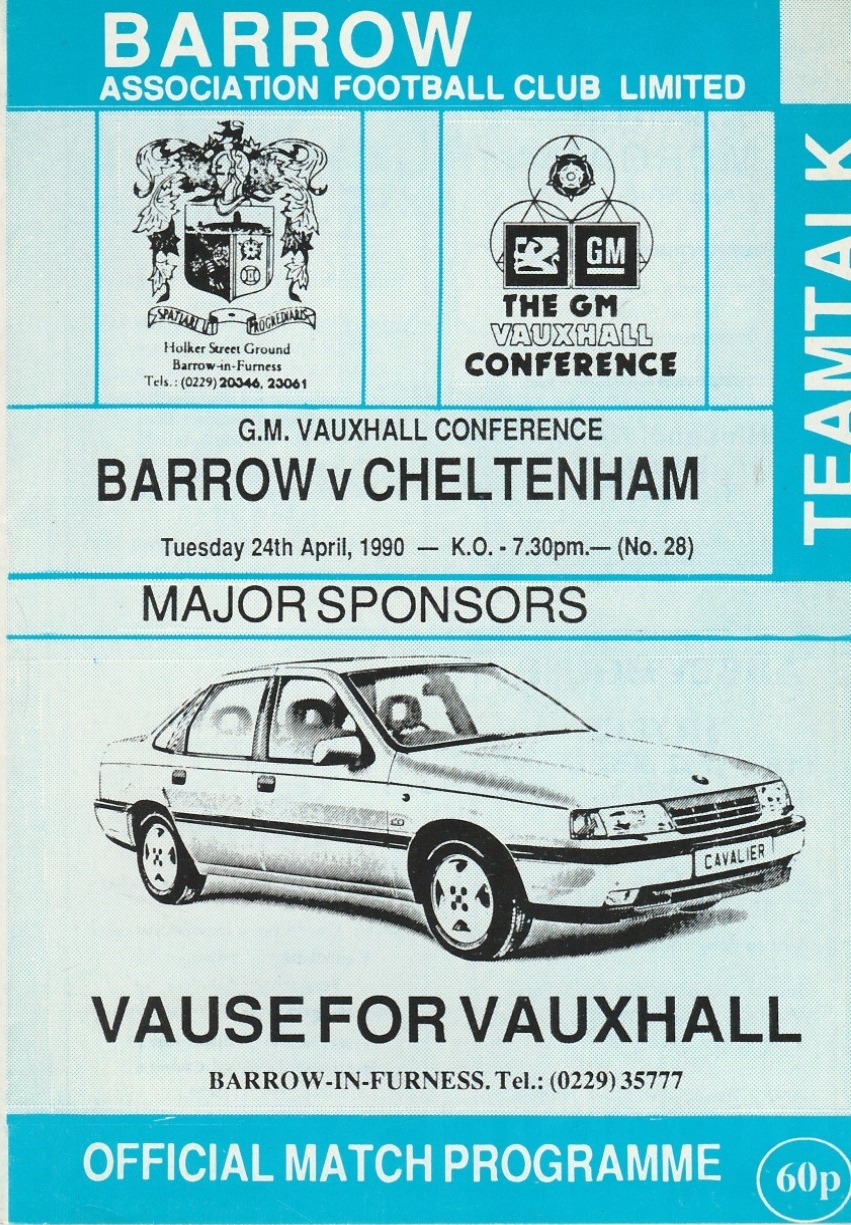 BARROW
ASSOCIATION FOOTBALL CLUB LIMITED
TEAMTALK
SPATIARI U PROGREDIARIS
Holker Street Ground
Barrow-in-Furness
Tels.: (0229) 20346, 23061
GM
THE GM
VAUXHALL
CONFERENCE
G.M. VAUXHALL CONFERENCE
BARROW v CHELTENHAM
Tuesday 24th April, 1990 — K.O. - 7.30pm.— (No. 28)
MAJOR SPONSORS
CAVALIER
VAUSE FOR VAUXHALL
BARROW-IN-FURNESS. Tel.: (0229) 35777
OFFICIAL MATCH PROGRAMME
60p